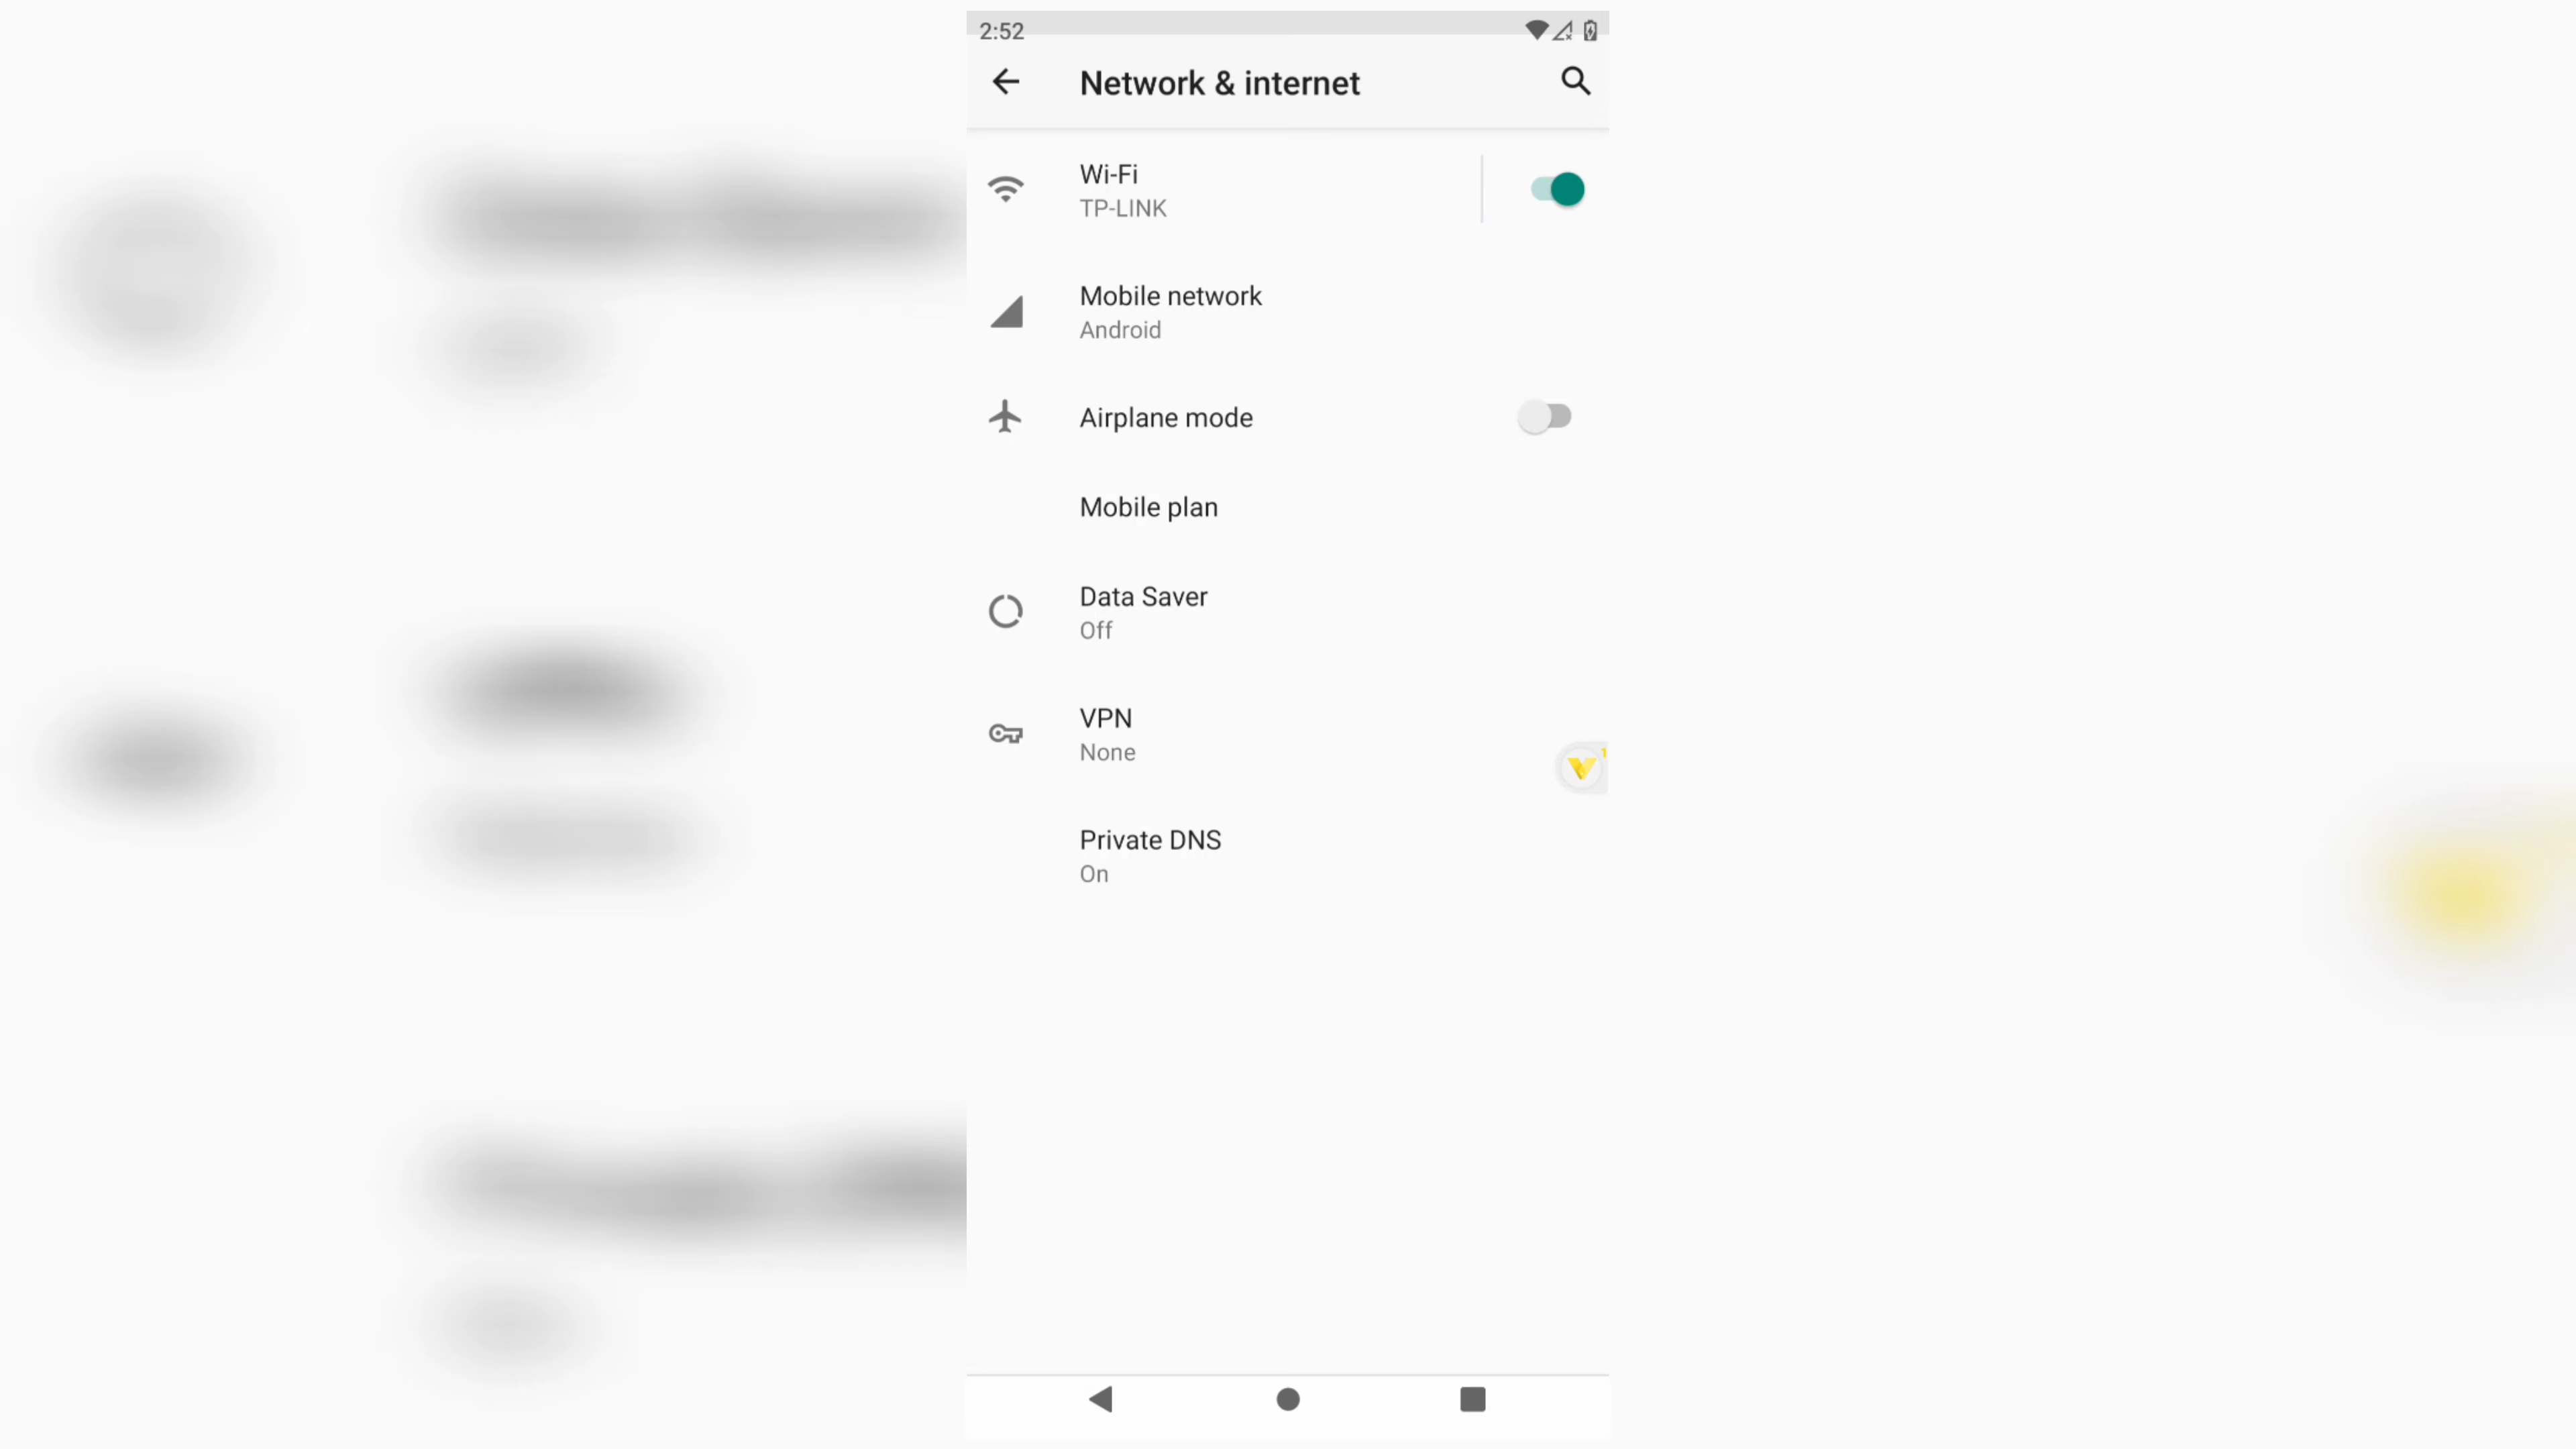 2:52
Network & internet
Wi-Fi
TP-LINK
Mobile network
Android
Airplane mode
Mobile plan
Data Saver
Off
VPN
None
Private DNS
On